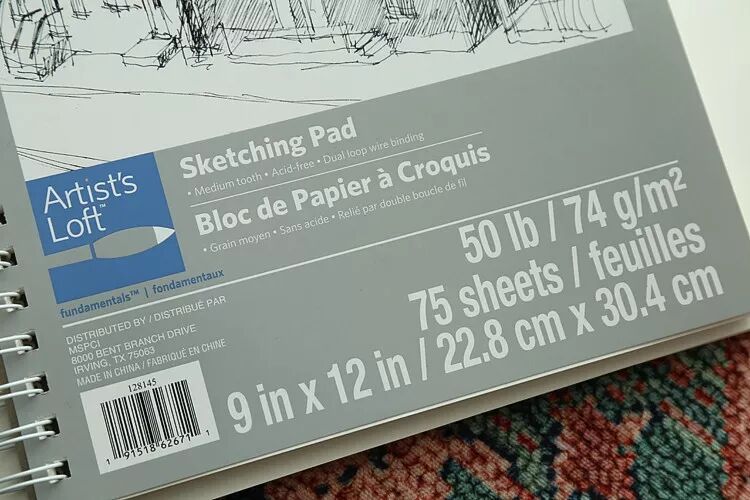 Sketching Pad
• Medium tooth • Acid-free • Dual loop wire binding
Bloc de Papier à Croquis
• Grain moyen • Sans acide • Relié par double boucle de fil
Artist's
Loft™
fundamentals™ | fondamentaux
50 lb / 74 g/m²
75 sheets / feuilles
9 in x 12 in / 22.8 cm x 30.4 cm
DISTRIBUTED BY / DISTRIBUÉ PAR
MSPCI
8000 BENT BRANCH DRIVE
IRVING, TX 75063
MADE IN CHINA / FABRIQUÉ EN CHINE
128145
1 91518 62671 1